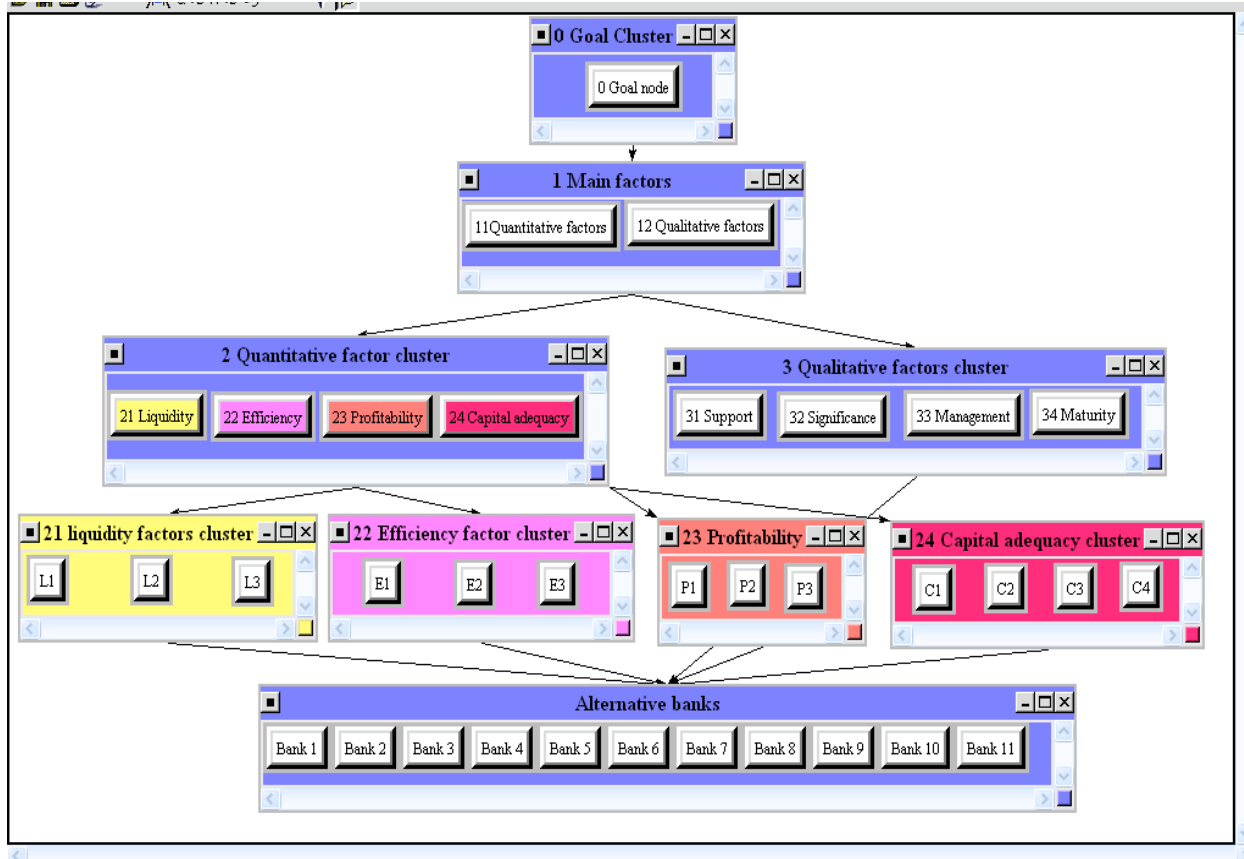 0 Goal Cluster
0 Goal node
1 Main factors
11Quantitative factors
12 Qualitative factors
2 Quantitative factor cluster
21 Liquidity
22 Efficiency
23 Profitability
24 Capital adequacy
3 Qualitative factors cluster
31 Support
32 Significance
33 Management
34 Maturity
21 liquidity factors cluster
L1
L2
L3
22 Efficiency factor cluster
E1
E2
E3
23 Profitability
P1
P2
P3
24 Capital adequacy cluster
C1
C2
C3
C4
Alternative banks
Bank 1
Bank 2
Bank 3
Bank 4
Bank 5
Bank 6
Bank 7
Bank 8
Bank 9
Bank 10
Bank 11